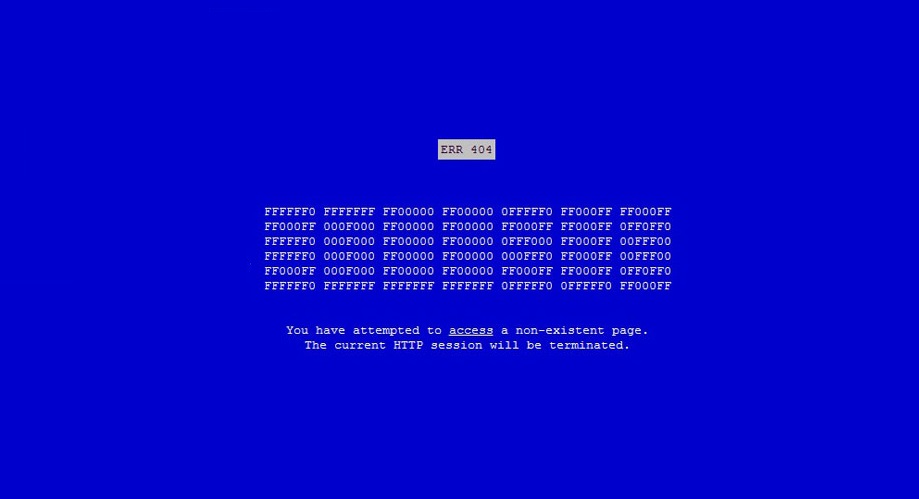 ERR 404
FFFFFF0 FFFFFFF FF00000 FF00000 0FFFFF0 FF000FF FF000FF
FF000FF 000F000 FF00000 FF00000 FF000FF FF000FF 0FF0FF0
FFFFFF0 000F000 FF00000 FF00000 0FFF000 FF000FF 00FFF00
FFFFFF0 000F000 FF00000 FF00000 000FFF0 FF000FF 00FFF00
FF000FF 000F000 FF00000 FF00000 FF000FF FF000FF 0FF0FF0
FFFFFF0 FFFFFFF FFFFFFF FFFFFFF 0FFFFF0 0FFFFF0 FF000FF
You have attempted to access a non-existent page.
The current HTTP session will be terminated.